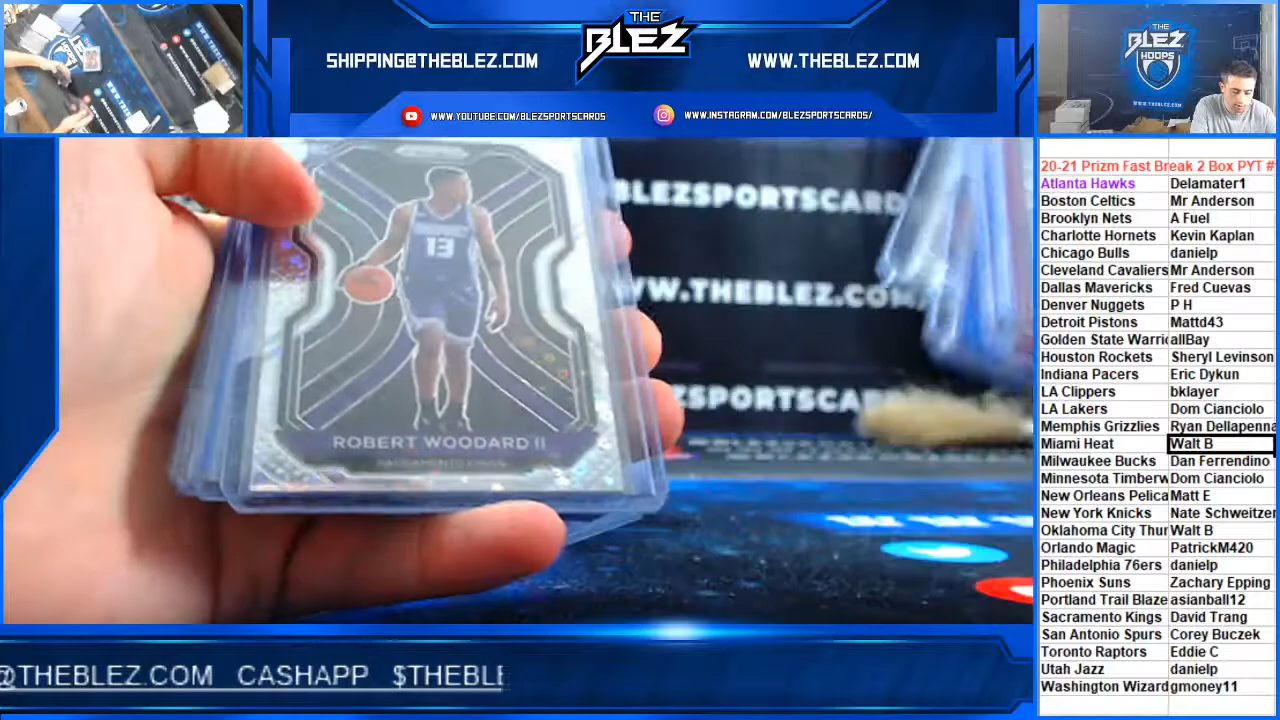 THE
BLEZ
SHIPPING@THEBLEZ.COM
WWW.THEBLEZ.COM
WWW.YOUTUBE.COM/BLEZSPORTSCARDS
WWW.INSTAGRAM.COM/BLEZSPORTSCARDS/
THE
BLEZ
HOOPS
BLEZSPORTSCARD
WW.THEBLEZ.COM
ZSPORTSCA
13
ROBERT WOODARD II
SACRAMENTO KINGS
20-21 Prizm Fast Break 2 Box PYT #
Atlanta Hawks Delamater1
Boston Celtics Mr Anderson
Brooklyn Nets A Fuel
Charlotte Hornets Kevin Kaplan
Chicago Bulls danielp
Cleveland Cavaliers Mr Anderson
Dallas Mavericks Fred Cuevas
Denver Nuggets P H
Detroit Pistons Mattd43
Golden State Warric allBay
Houston Rockets Sheryl Levinson
Indiana Pacers Eric Dykun
LA Clippers bklayer
LA Lakers Dom Cianciolo
Memphis Grizzlies Ryan Dellapenna
Miami Heat Walt B
Milwaukee Bucks Dan Ferrendino
Minnesota Timberw Dom Cianciolo
New Orleans Pelica Matt E
New York Knicks Nate Schweitzer
Oklahoma City Thur Walt B
Orlando Magic PatrickM420
Philadelphia 76ers danielp
Phoenix Suns Zachary Epping
Portland Trail Blaze asianball12
Sacramento Kings David Trang
San Antonio Spurs Corey Buczek
Toronto Raptors Eddie C
Utah Jazz danielp
Washington Wizard gmoney11
@THEBLEZ.COM CASHAPP $THEBLE